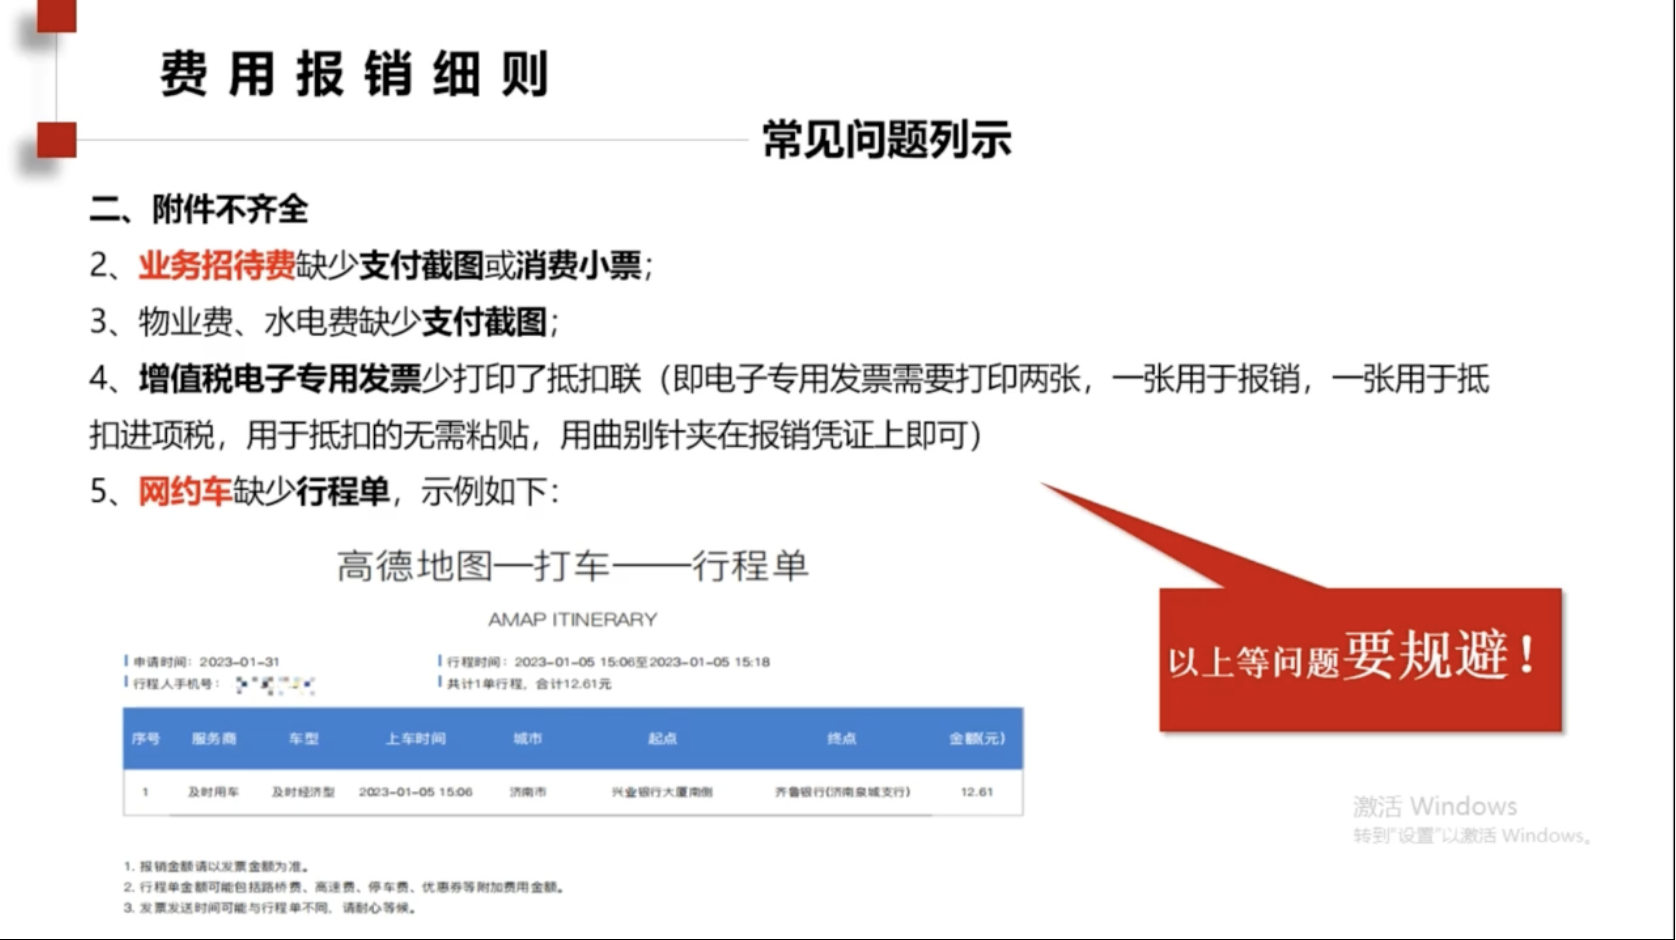 费用报销细则
常见问题列示
二、附件不齐全
2、业务招待费缺少支付截图或消费小票；
3、物业费、水电费缺少支付截图；
4、增值税电子专用发票少打印了抵扣联（即电子专用发票需要打印两张，一张用于报销，一张用于抵
扣进项税，用于抵扣的无需粘贴，用曲别针夹在报销凭证上即可）
5、网约车缺少行程单，示例如下：
高德地图—打车——行程单
AMAP ITINERARY
申请时间：2023-01-31 行程时间：2023-01-05 15:06至2023-01-05 15:18
行程人手机号： 共计1单行程，合计12.61元
序号 服务商 车型 上车时间 城市 起点 终点 金额(元)
1 及时用车 及时经济型 2023-01-05 15:06 济南市 兴业银行大厦南侧 齐鲁银行(济南泉城支行) 12.61
以上等问题要规避！
激活 Windows
转到"设置"以激活 Windows。
1. 报销金额请以发票金额为准。
2. 行程单金额可能包括路桥费、高速费、停车费、优惠券等附加费用金额。
3. 发票发送时间可能与行程单不同，请耐心等候。